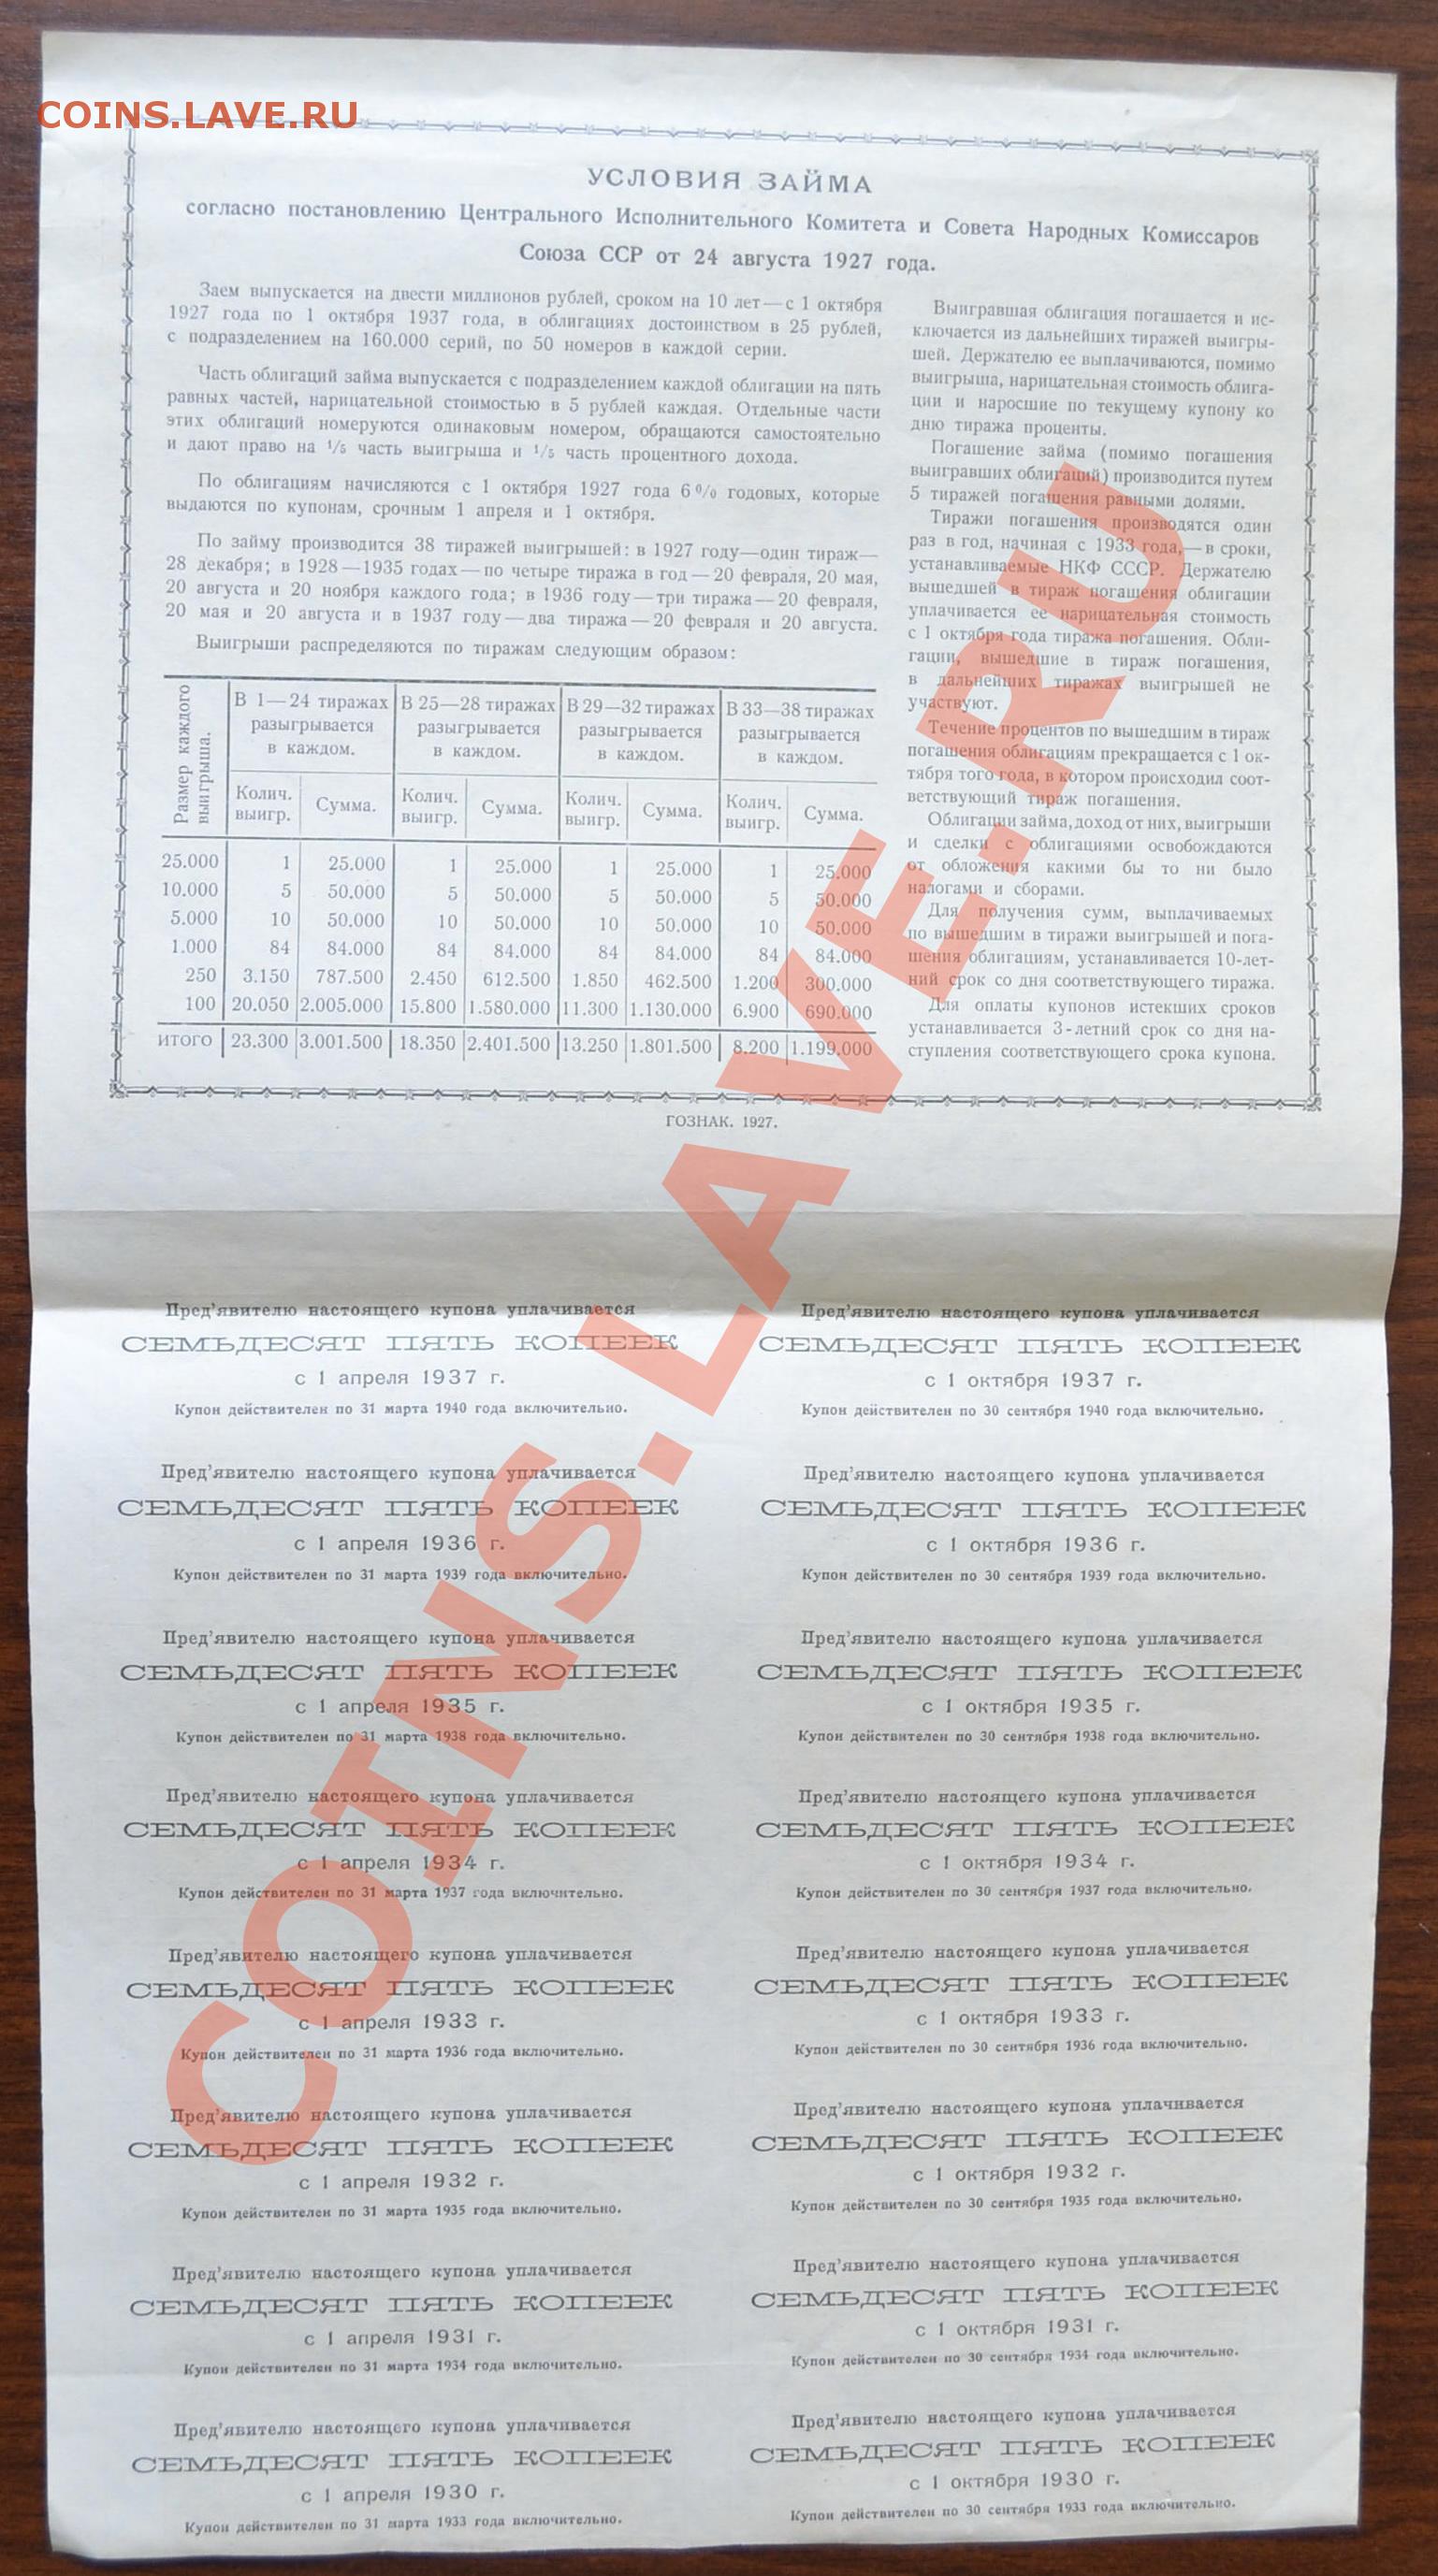 COINS.LAVE.RU
УСЛОВИЯ ЗАЙМА
согласно постановлению Центрального Исполнительного Комитета и Совета Народных Комиссаров
Союза ССР от 24 августа 1927 года.
Заем выпускается на двести миллионов рублей, сроком на 10 лет—с 1 октября
1927 года по 1 октября 1937 года, в облигациях достоинством в 25 рублей,
с подразделением на 160.000 серий, по 50 номеров в каждой серии.
Часть облигаций займа выпускается с подразделением каждой облигации на пять
равных частей, нарицательной стоимостью в 5 рублей каждая. Отдельные части
этих облигаций номеруются одинаковым номером, обращаются самостоятельно
и дают право на 1/5 часть выигрыша и 1/5 часть процентного дохода.
По облигациям начисляются с 1 октября 1927 года 6% годовых, которые
выдаются по купонам, срочным 1 апреля и 1 октября.
По займу производится 38 тиражей выигрышей: в 1927 году—один тираж—
28 декабря; в 1928—1935 годах—по четыре тиража в год—20 февраля, 20 мая,
20 августа и 20 ноября каждого года; в 1936 году—три тиража—20 февраля,
20 мая и 20 августа и в 1937 году—два тиража—20 февраля и 20 августа.
Выигрыши распределяются по тиражам следующим образом:
Размер каждого
выигрыша.
В 1—24 тиражах В 25—28 тиражах В 29—32 тиражах В 33—38 тиражах
разыгрывается разыгрывается разыгрывается разыгрывается
в каждом. в каждом. в каждом. в каждом.
Колич. Сумма. Колич. Сумма. Колич. Сумма. Колич. Сумма.
выигр. выигр. выигр. выигр.
25.000 1 25.000 1 25.000 1 25.000 1 25.000
10.000 5 50.000 5 50.000 5 50.000 5 50.000
5.000 10 50.000 10 50.000 10 50.000 10 50.000
1.000 84 84.000 84 84.000 84 84.000 84 84.000
250 3.150 787.500 2.450 612.500 1.850 462.500 1.200 300.000
100 20.050 2.005.000 15.800 1.580.000 11.300 1.130.000 6.900 690.000
ИТОГО 23.300 3.001.500 18.350 2.401.500 13.250 1.801.500 8.200 1.199.000
Выигравшая облигация погашается и ис-
ключается из дальнейших тиражей выигры-
шей. Держателю ее выплачиваются, помимо
выигрыша, нарицательная стоимость облига-
ции и наросшие по текущему купону ко
дню тиража проценты.
Погашение займа (помимо погашения
выигравших облигаций) производится путем
5 тиражей погашения равными долями.
Тиражи погашения производятся один
раз в год, начиная с 1933 года,—в сроки,
устанавливаемые НКФ СССР. Держателю
вышедшей в тираж погашения облигации
уплачивается ее нарицательная стоимость
с 1 октября года тиража погашения. Обли-
гации, вышедшие в тираж погашения,
в дальнейших тиражах выигрышей не
участвуют.
Течение процентов по вышедшим в тираж
погашения облигациям прекращается с 1 ок-
тября того года, в котором происходил соот-
ветствующий тираж погашения.
Облигации займа, доход от них, выигрыши
и сделки с облигациями освобождаются
от обложения какими бы то ни было
налогами и сборами.
Для получения сумм, выплачиваемых
по вышедшим в тиражи выигрышей и пога-
шения облигациям, устанавливается 10-лет-
ний срок со дня соответствующего тиража.
Для оплаты купонов истекших сроков
устанавливается 3-летний срок со дня на-
ступления соответствующего срока купона.
ГОЗНАК. 1927.
Пред'явителю настоящего купона уплачивается Пред'явителю настоящего купона уплачивается
СЕМЬДЕСЯТ ПЯТЬ КОПЕЕК СЕМЬДЕСЯТ ПЯТЬ КОПЕЕК
с 1 апреля 1937 г. с 1 октября 1937 г.
Купон действителен по 31 марта 1940 года включительно. Купон действителен по 30 сентября 1940 года включительно.
Пред'явителю настоящего купона уплачивается Пред'явителю настоящего купона уплачивается
СЕМЬДЕСЯТ ПЯТЬ КОПЕЕК СЕМЬДЕСЯТ ПЯТЬ КОПЕЕК
с 1 апреля 1936 г. с 1 октября 1936 г.
Купон действителен по 31 марта 1939 года включительно. Купон действителен по 30 сентября 1939 года включительно.
Пред'явителю настоящего купона уплачивается Пред'явителю настоящего купона уплачивается
СЕМЬДЕСЯТ ПЯТЬ КОПЕЕК СЕМЬДЕСЯТ ПЯТЬ КОПЕЕК
с 1 апреля 1935 г. с 1 октября 1935 г.
Купон действителен по 31 марта 1938 года включительно. Купон действителен по 30 сентября 1938 года включительно.
Пред'явителю настоящего купона уплачивается Пред'явителю настоящего купона уплачивается
СЕМЬДЕСЯТ ПЯТЬ КОПЕЕК СЕМЬДЕСЯТ ПЯТЬ КОПЕЕК
с 1 апреля 1934 г. с 1 октября 1934 г.
Купон действителен по 31 марта 1937 года включительно. Купон действителен по 30 сентября 1937 года включительно.
Пред'явителю настоящего купона уплачивается Пред'явителю настоящего купона уплачивается
СЕМЬДЕСЯТ ПЯТЬ КОПЕЕК СЕМЬДЕСЯТ ПЯТЬ КОПЕЕК
с 1 апреля 1933 г. с 1 октября 1933 г.
Купон действителен по 31 марта 1936 года включительно. Купон действителен по 30 сентября 1936 года включительно.
Пред'явителю настоящего купона уплачивается Пред'явителю настоящего купона уплачивается
СЕМЬДЕСЯТ ПЯТЬ КОПЕЕК СЕМЬДЕСЯТ ПЯТЬ КОПЕЕК
с 1 апреля 1932 г. с 1 октября 1932 г.
Купон действителен по 31 марта 1935 года включительно. Купон действителен по 30 сентября 1935 года включительно.
Пред'явителю настоящего купона уплачивается Пред'явителю настоящего купона уплачивается
СЕМЬДЕСЯТ ПЯТЬ КОПЕЕК СЕМЬДЕСЯТ ПЯТЬ КОПЕЕК
с 1 апреля 1931 г. с 1 октября 1931 г.
Купон действителен по 31 марта 1934 года включительно. Купон действителен по 30 сентября 1934 года включительно.
Пред'явителю настоящего купона уплачивается Пред'явителю настоящего купона уплачивается
СЕМЬДЕСЯТ ПЯТЬ КОПЕЕК СЕМЬДЕСЯТ ПЯТЬ КОПЕЕК
с 1 апреля 1930 г. с 1 октября 1930 г.
Купон действителен по 31 марта 1933 года включительно. Купон действителен по 30 сентября 1933 года включительно.
COINS.LAVE.RU